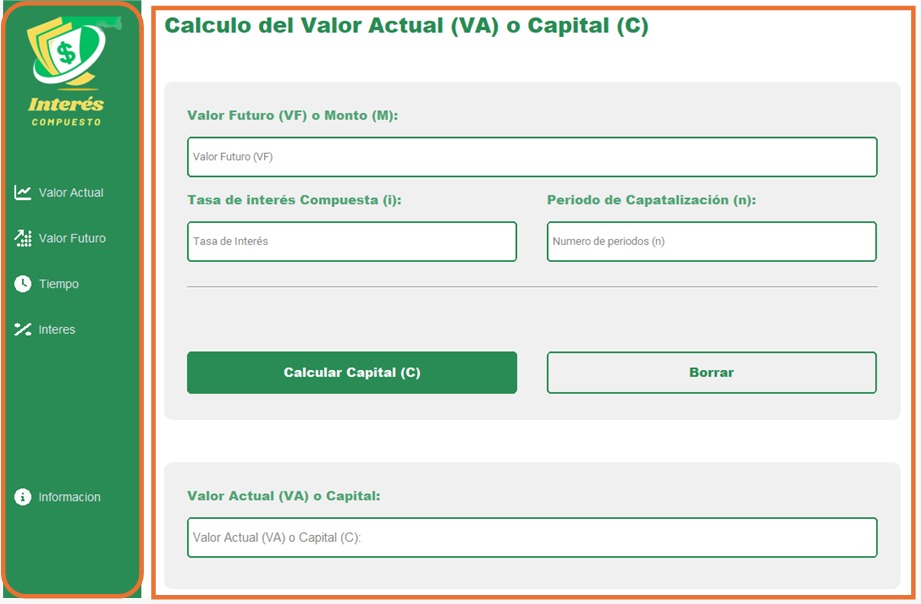 Interés
COMPUESTO
Valor Actual
Valor Futuro
Tiempo
Interes
Informacion
Calculo del Valor Actual (VA) o Capital (C)
Valor Futuro (VF) o Monto (M):
Valor Futuro (VF)
Tasa de interés Compuesta (i):
Periodo de Capatalización (n):
Tasa de Interés
Numero de periodos (n)
Calcular Capital (C)
Borrar
Valor Actual (VA) o Capital:
Valor Actual (VA) o Capital (C):